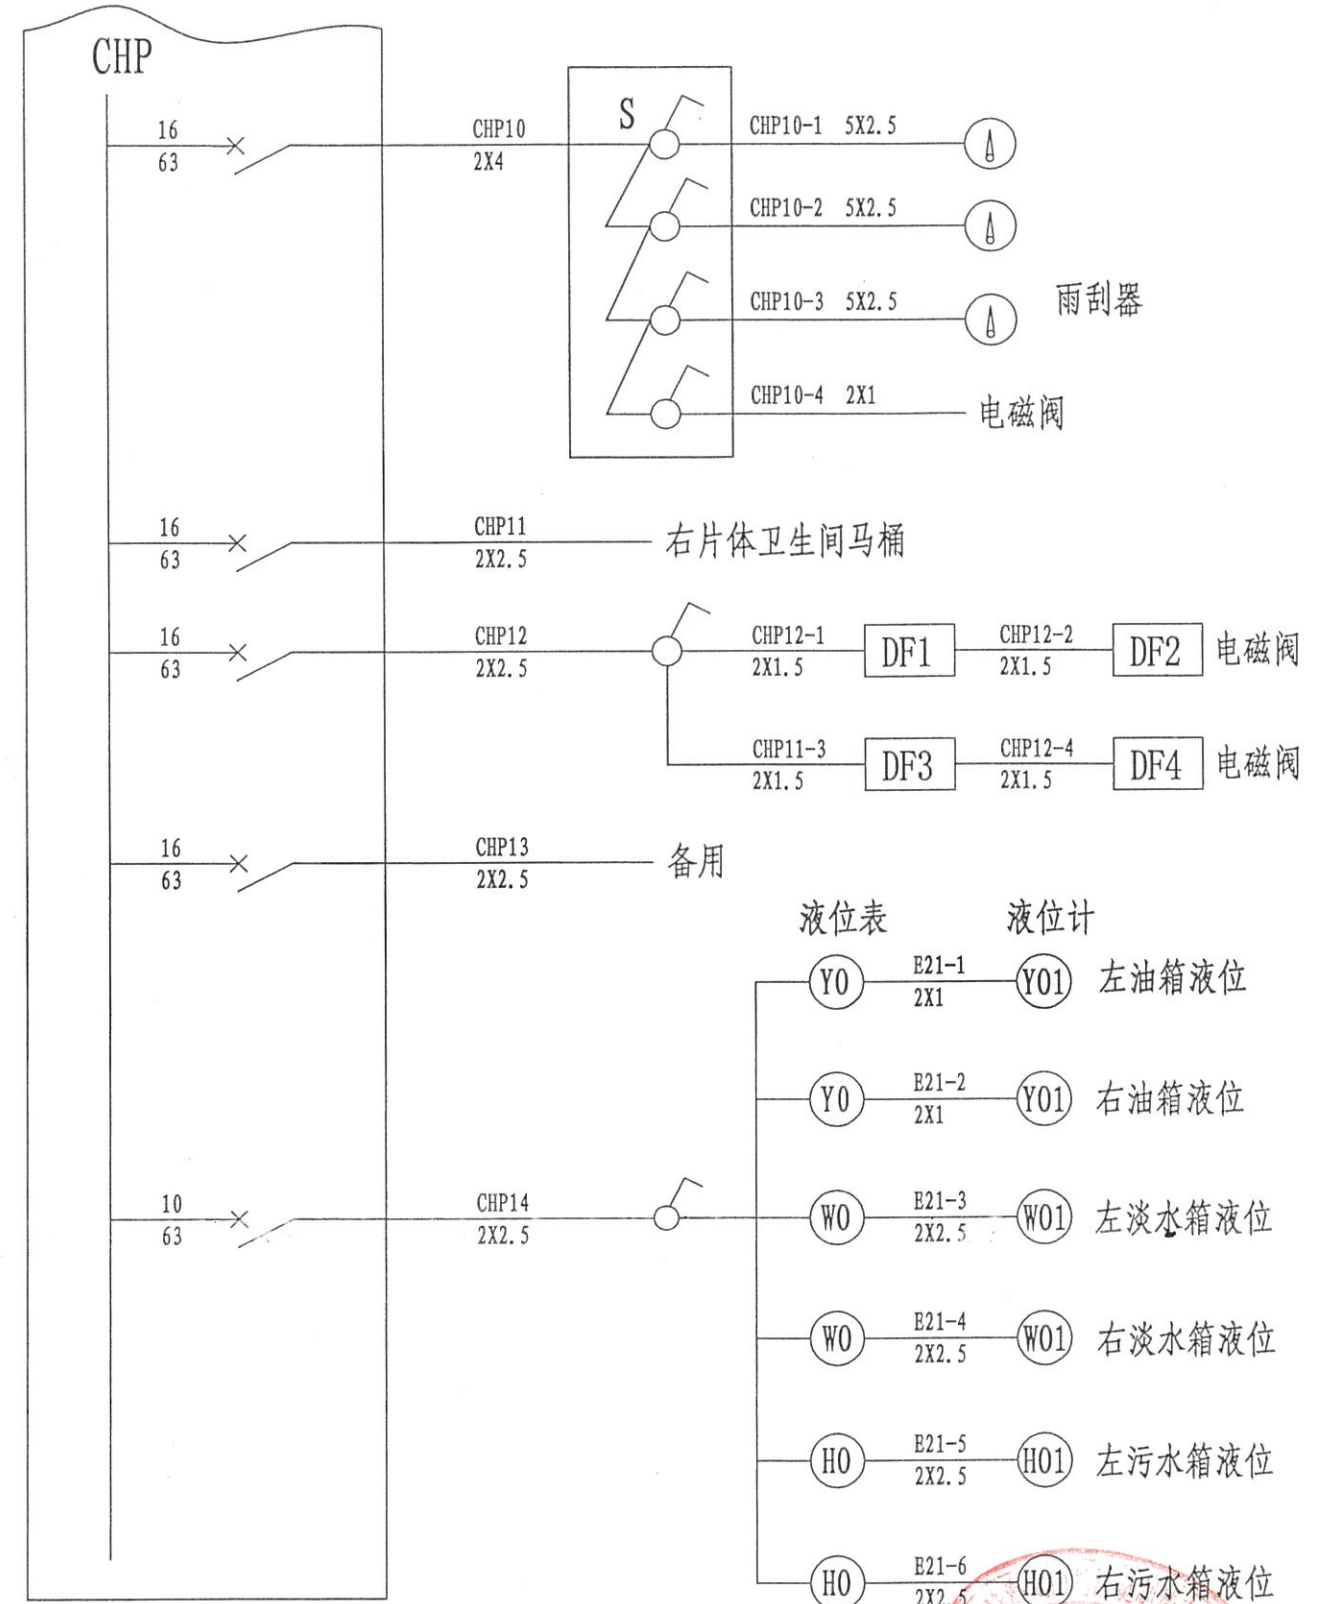 CHP
16
63
CHP10
2X4
S
CHP10-1 5X2.5
CHP10-2 5X2.5
CHP10-3 5X2.5
雨刮器
CHP10-4 2X1
电磁阀
16
63
CHP11
2X2.5
右片体卫生间马桶
16
63
CHP12
2X2.5
CHP12-1
2X1.5
DF1
CHP12-2
2X1.5
DF2
电磁阀
CHP11-3
2X1.5
DF3
CHP12-4
2X1.5
DF4
电磁阀
16
63
CHP13
2X2.5
备用
液位表
液位计
Y0
E21-1
2X1
Y01
左油箱液位
Y0
E21-2
2X1
Y01
右油箱液位
10
63
CHP14
2X2.5
W0
E21-3
2X2.5
W01
左淡水箱液位
W0
E21-4
2X2.5
W01
右淡水箱液位
H0
E21-5
2X2.5
H01
左污水箱液位
H0
E21-6
2X2.5
H01
右污水箱液位